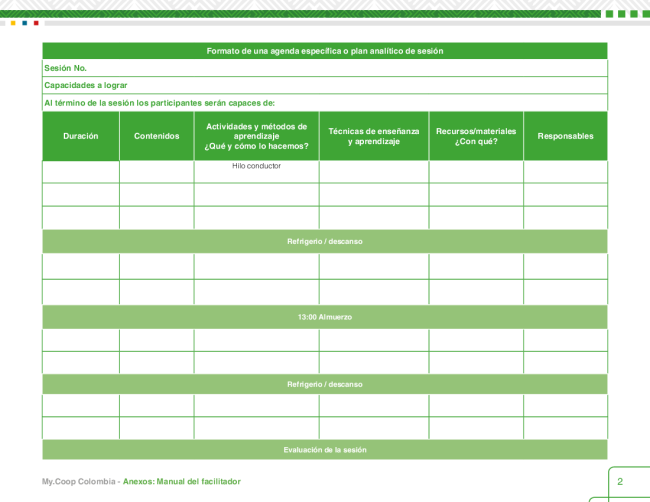 Formato de una agenda específica o plan analítico de sesión
Sesión No.
Capacidades a lograr
Al término de la sesión los participantes serán capaces de:
Duración
Contenidos
Actividades y métodos de
aprendizaje
¿Qué y cómo lo hacemos?
Técnicas de enseñanza
y aprendizaje
Recursos/materiales
¿Con qué?
Responsables
Hilo conductor
Refrigerio / descanso
13:00 Almuerzo
Refrigerio / descanso
Evaluación de la sesión
My.Coop Colombia - Anexos: Manual del facilitador
2